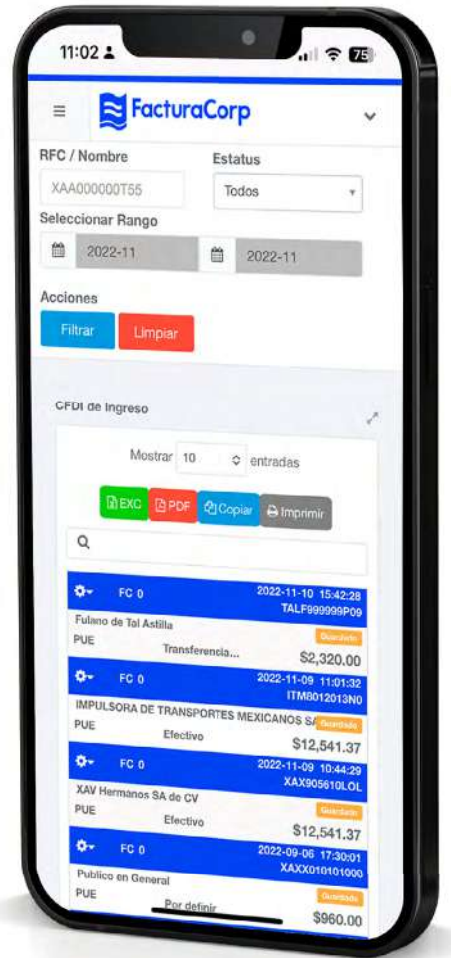 11:02
75
FacturaCorp
RFC / Nombre Estatus
XAA000000T55 Todos
Seleccionar Rango
2022-11 2022-11
Acciones
Filtrar Limpiar
CFDI de Ingreso
Mostrar 10 entradas
EXC PDF Copiar Imprimir
FC 0 2022-11-10 15:42:28
TALF999999P09
Fulano de Tal Astilla Guardado
PUE Transferencia... $2,320.00
FC 0 2022-11-09 11:01:32
ITM8012013N0
IMPULSORA DE TRANSPORTES MEXICANOS Guardado
PUE Efectivo $12,541.37
FC 0 2022-11-09 10:44:29
XAX905610LOL
XAV Hermanos SA de CV Guardado
PUE Efectivo $12,541.37
FC 0 2022-09-06 17:30:01
XAXX010101000
Publico en General Guardado
PUE Por definir $960.00